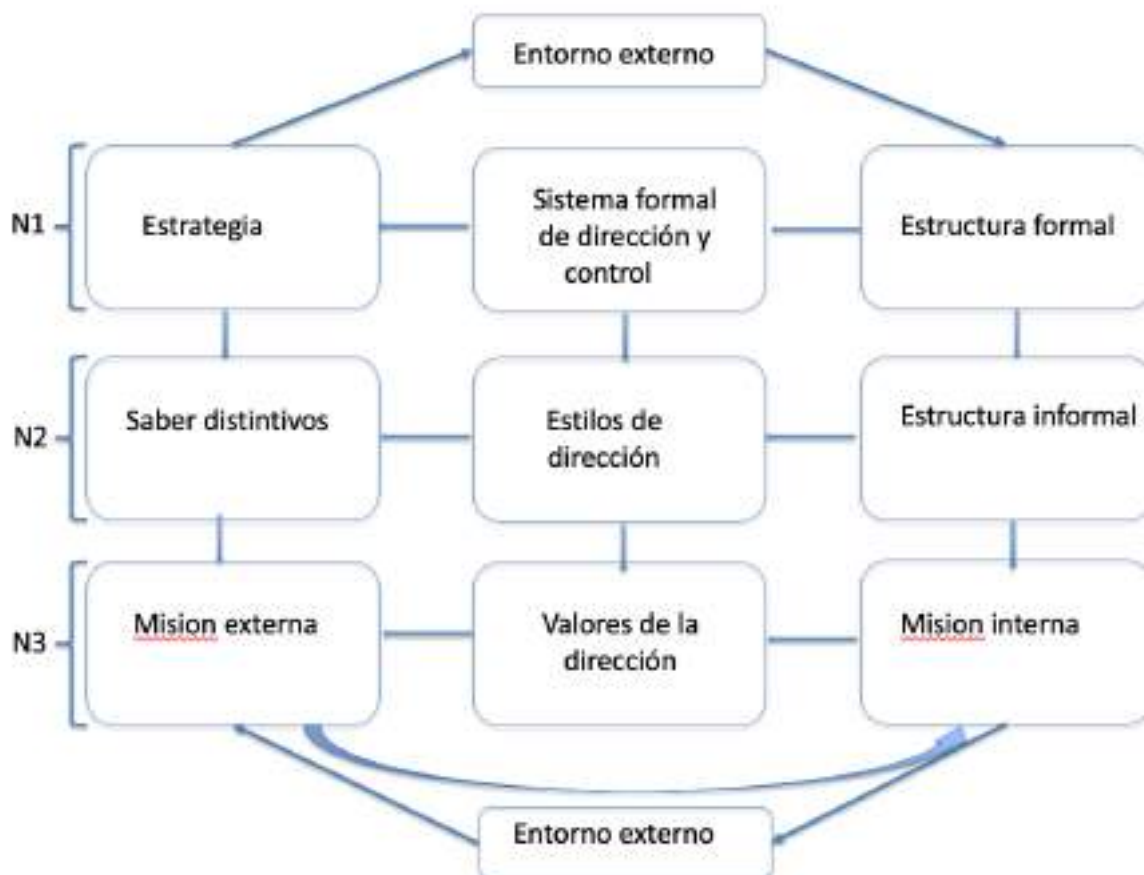 Entorno externo
N1
Estrategia
Sistema formal
de dirección y
control
Estructura formal
N2
Saber distintivos
Estilos de
dirección
Estructura informal
N3
Mision externa
Valores de la
dirección
Mision interna
Entorno externo